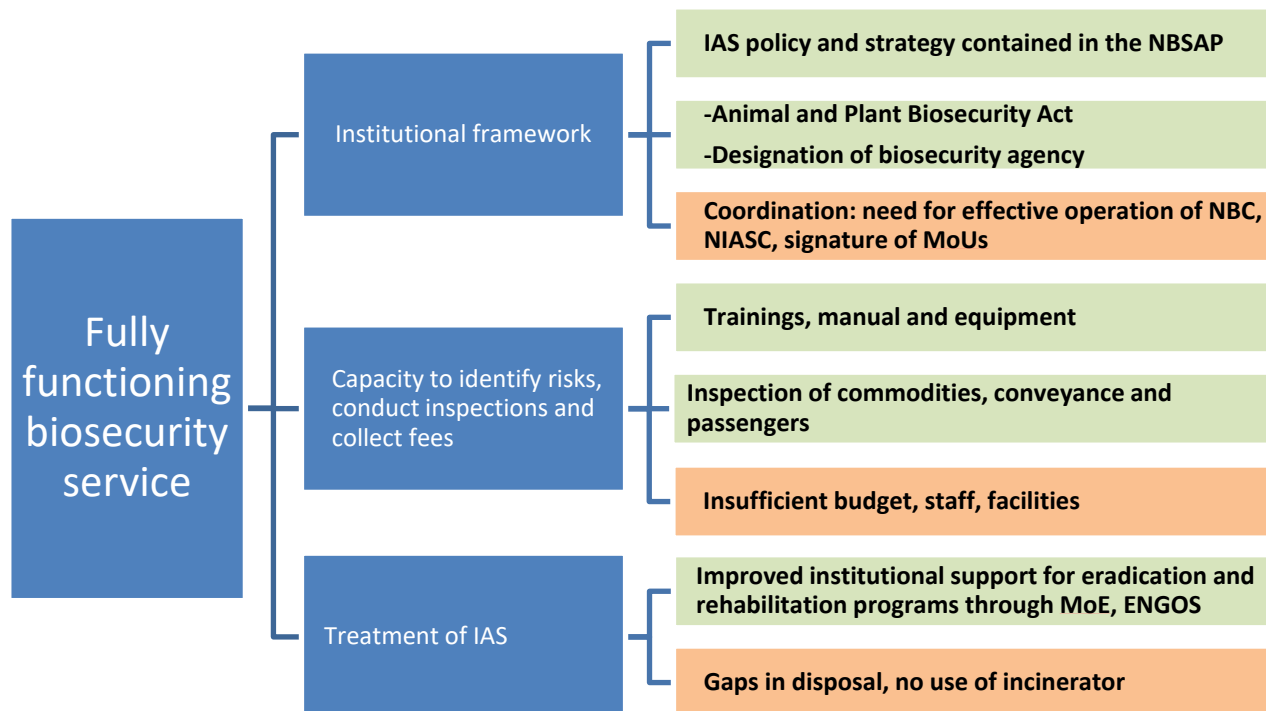 Fully
functioning
biosecurity
service
Institutional framework
IAS policy and strategy contained in the NBSAP
-Animal and Plant Biosecurity Act
-Designation of biosecurity agency
Coordination: need for effective operation of NBC,
NIASC, signature of MoUs
Capacity to identify risks,
conduct inspections and
collect fees
Trainings, manual and equipment
Inspection of commodities, conveyance and
passengers
Insufficient budget, staff, facilities
Treatment of IAS
Improved institutional support for eradication and
rehabilitation programs through MoE, ENGOS
Gaps in disposal, no use of incinerator